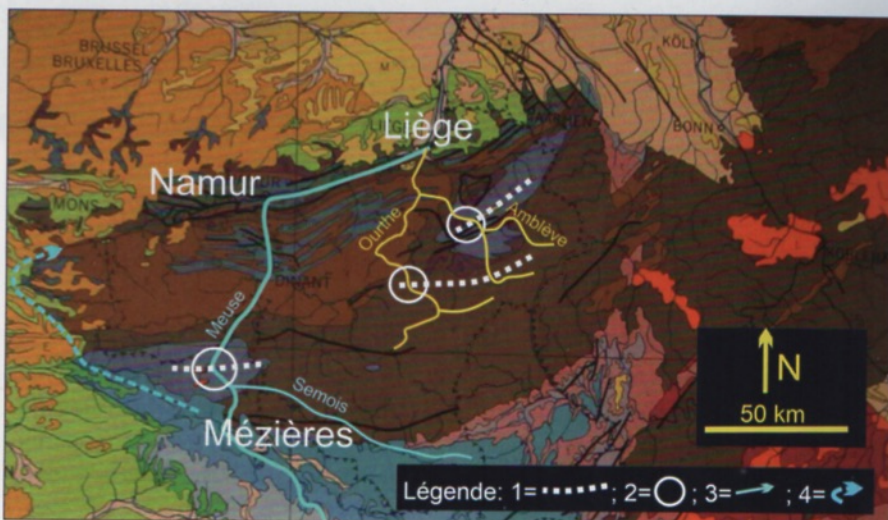 BRUSSEL
BRUXELLES
KÖLN
M
Liège
BONN
Namur
MONS
Ourthe
Amblève
DINANT
Meuse
N
50 km
Semois
Mézières
Légende: 1= ; 2= ; 3= ; 4=